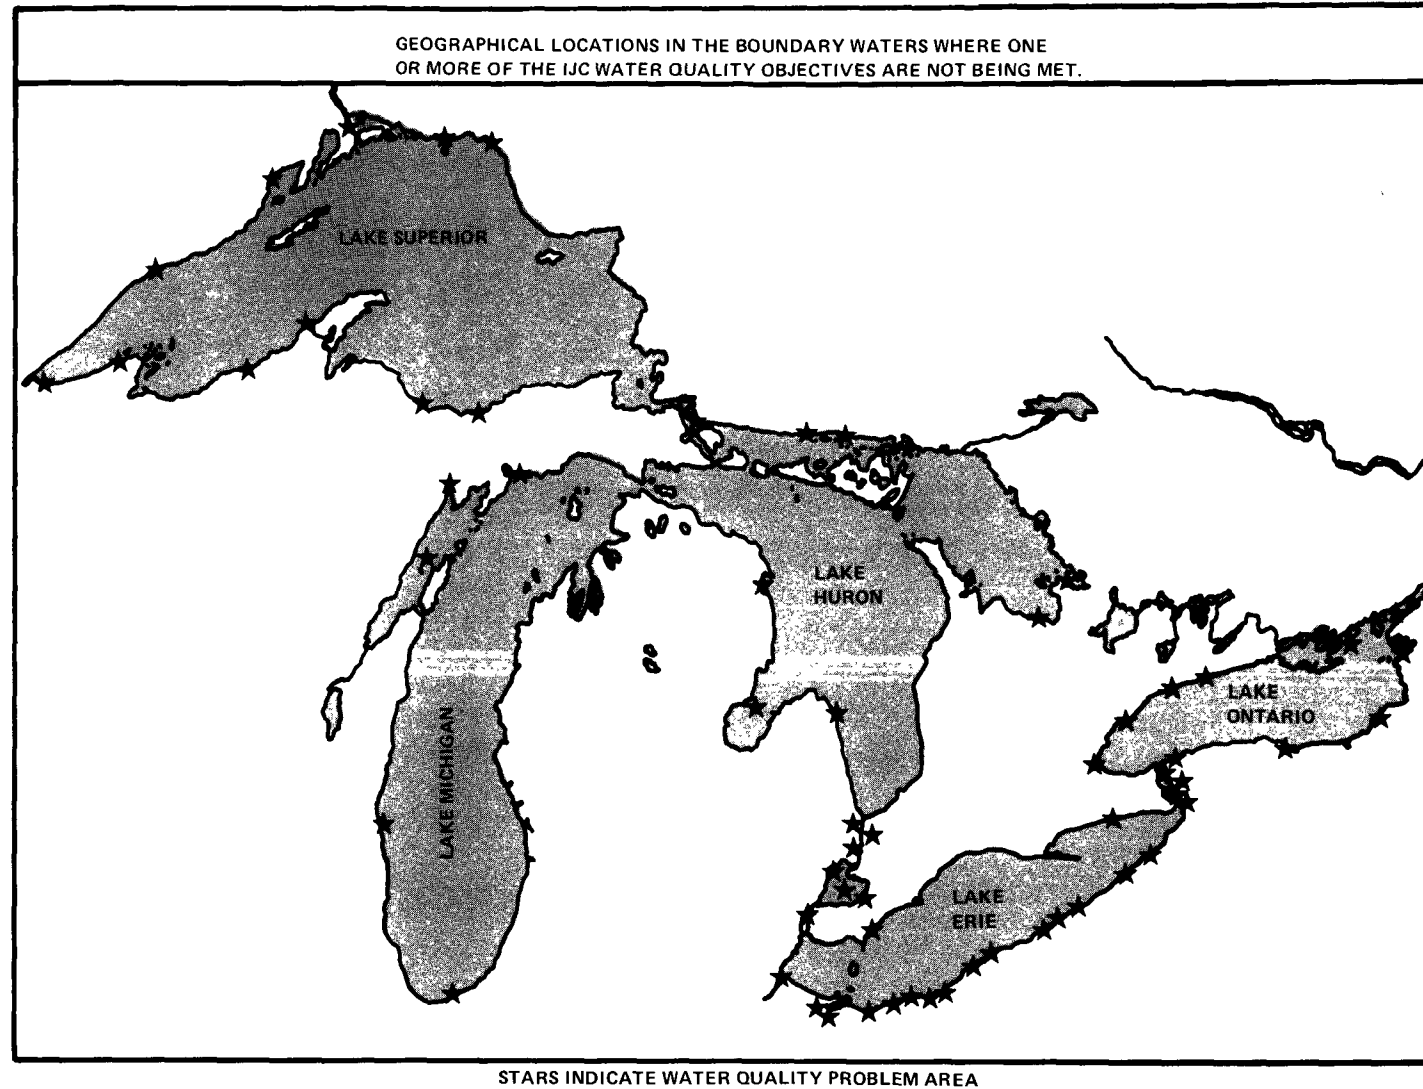 GEOGRAPHICAL LOCATIONS IN THE BOUNDARY WATERS WHERE ONE
OR MORE OF THE IJC WATER QUALITY OBJECTIVES ARE NOT BEING MET.
LAKE SUPERIOR
LAKE
HURON
LAKE
ONTARIO
LAKE MICHIGAN
LAKE
ERIE
STARS INDICATE WATER QUALITY PROBLEM AREA